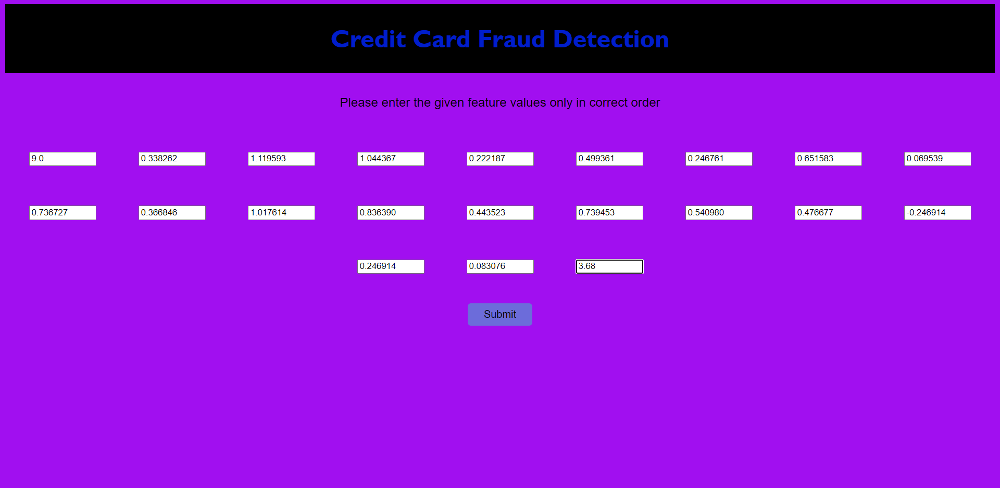 Credit Card Fraud Detection
Please enter the given feature values only in correct order
9.0 0.338262 1.119593 1.044367 0.222187 0.499361 0.246761 0.651583 0.069539
0.736727 0.366846 1.017614 0.836390 0.443523 0.739453 0.540980 0.476677 -0.246914
0.246914 0.083076 3.68
Submit